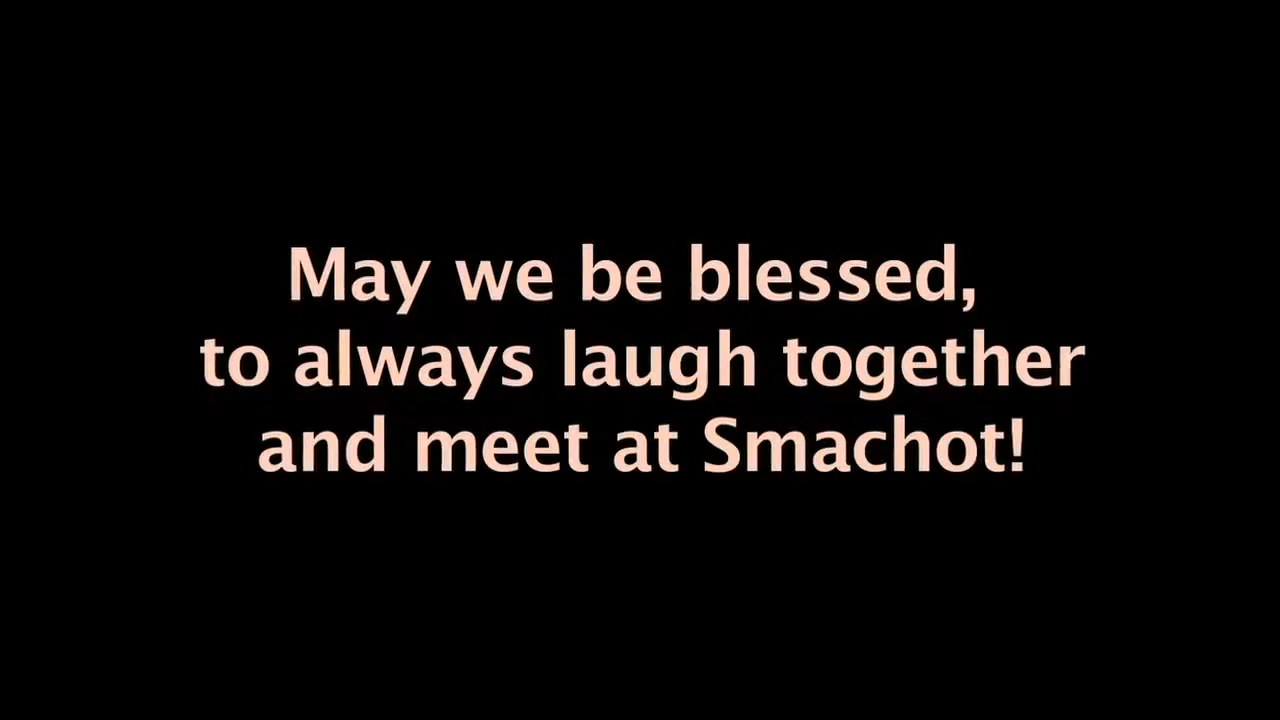 May we be blessed,
to always laugh together
and meet at Smachot!